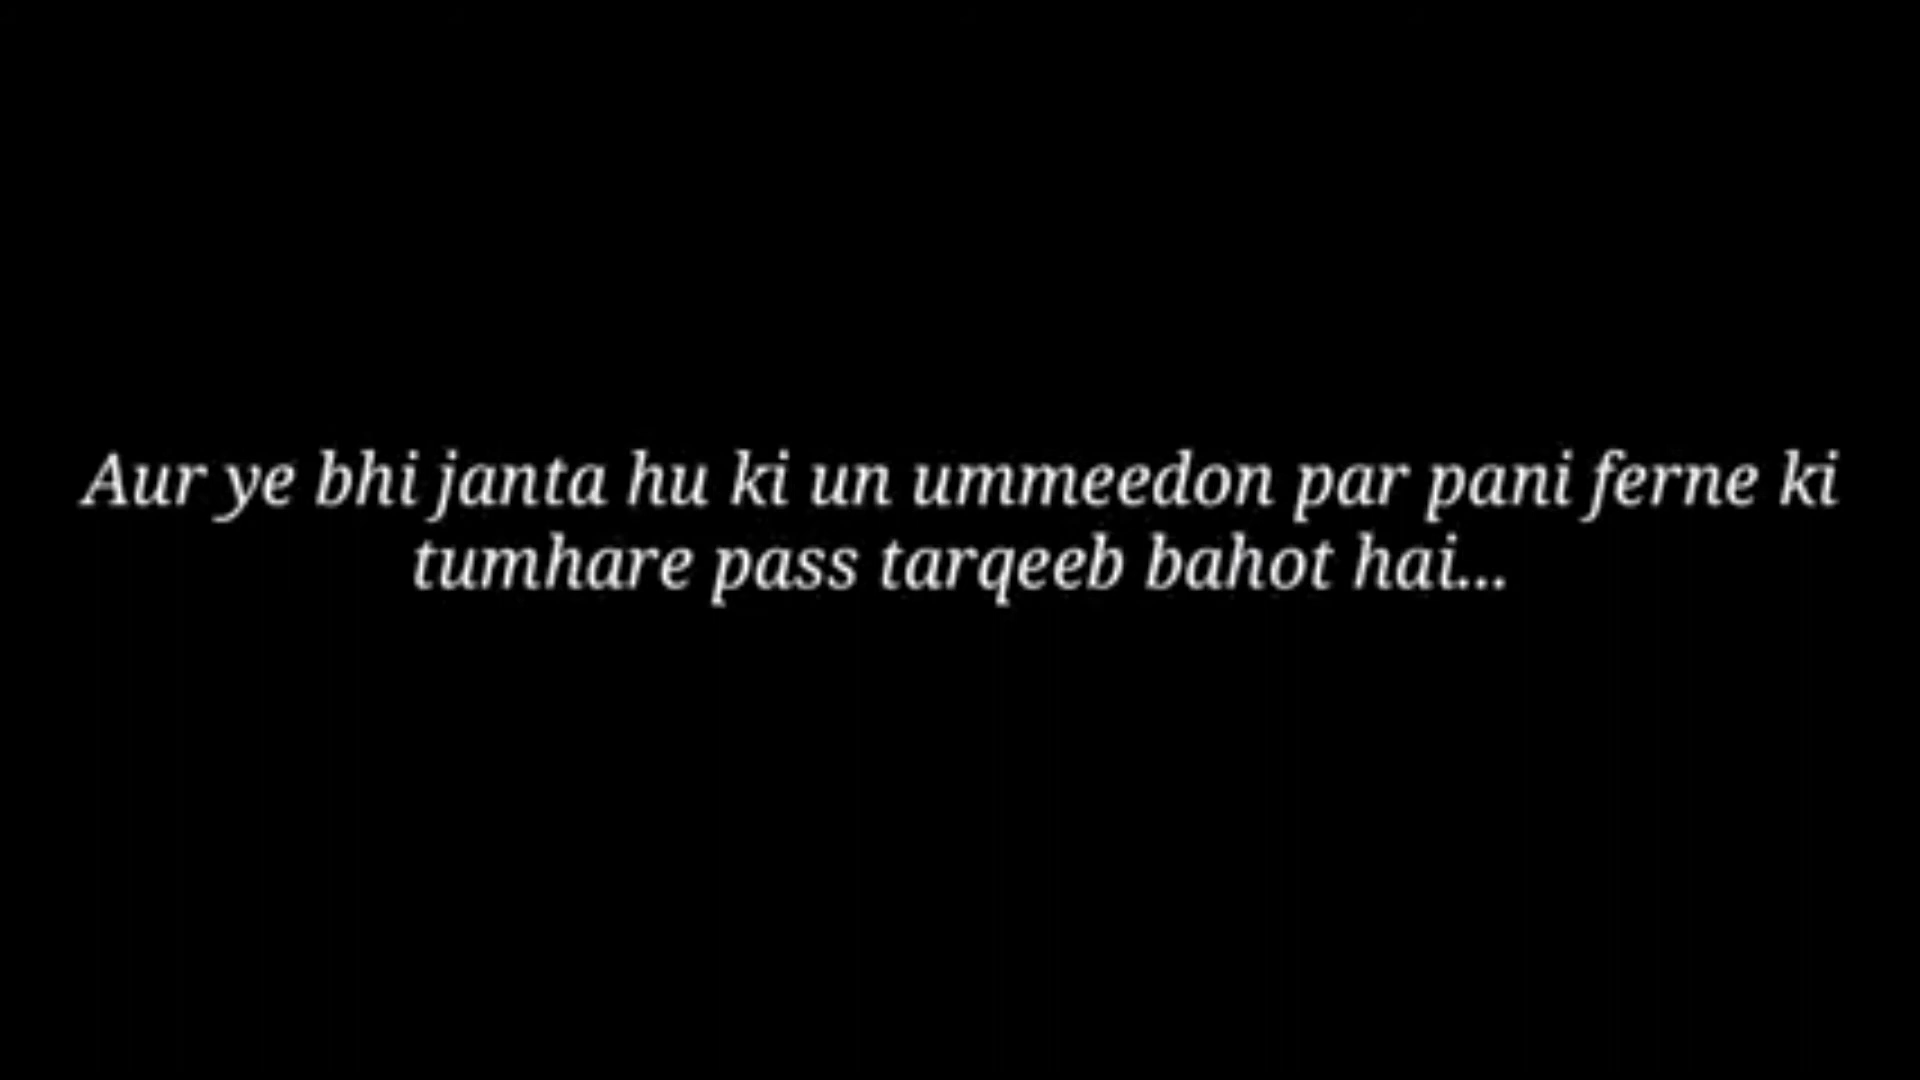 Aur ye bhi janta hu ki un ummeedon par pani ferne ki
tumhare pass tarqeeb bahot hai...